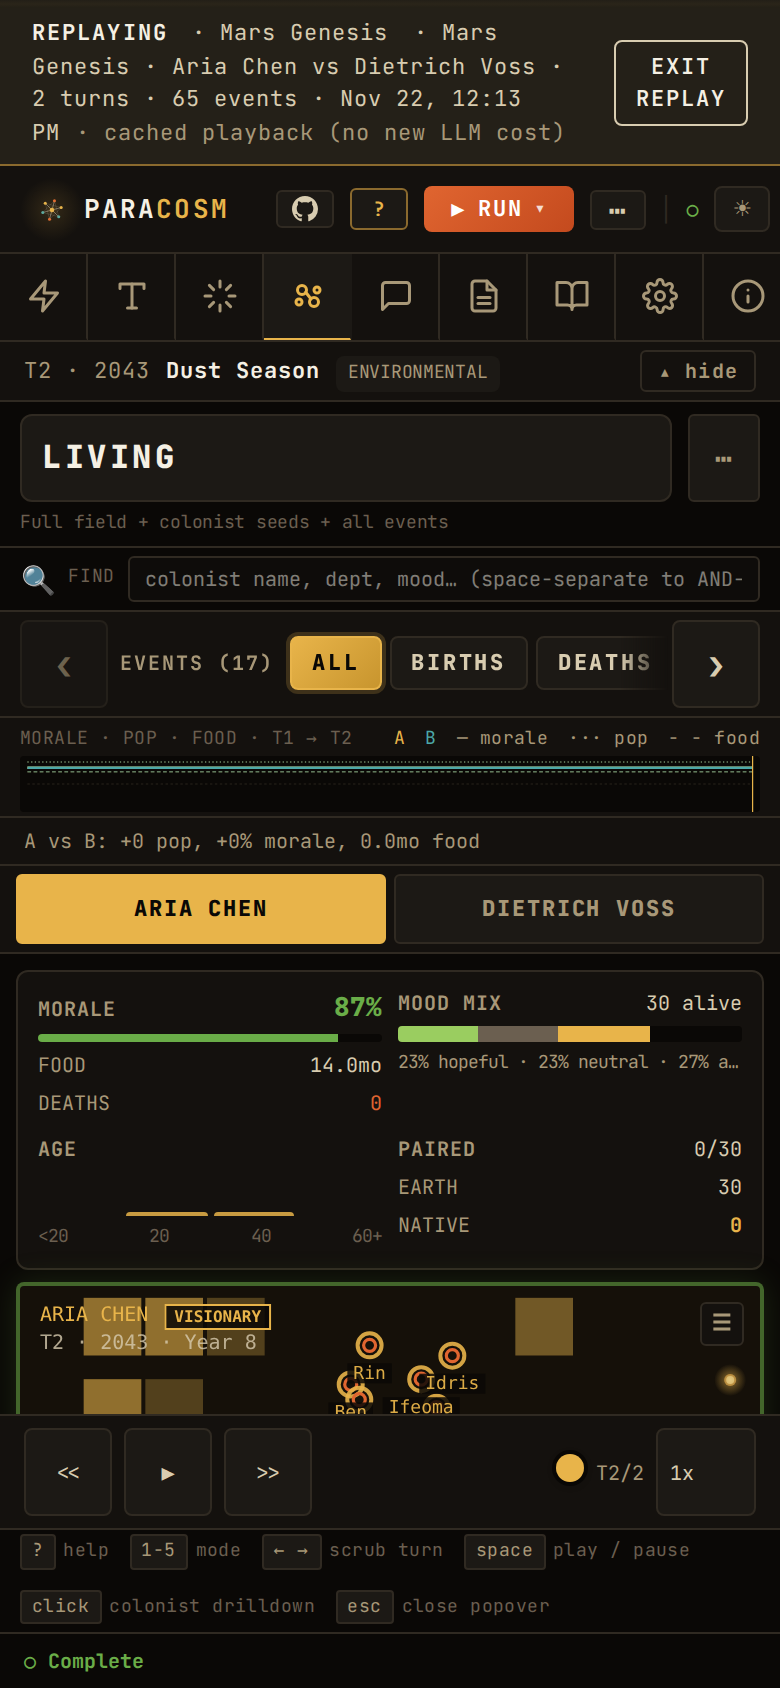 REPLAYING · Mars Genesis · Mars
Genesis · Aria Chen vs Dietrich Voss ·
2 turns · 65 events · Nov 22, 12:13
PM · cached playback (no new LLM cost)
EXIT
REPLAY
PARACOSM
?
▶ RUN ▾
…
T2 · 2043 Dust Season ENVIRONMENTAL
▴ hide
LIVING
…
Full field + colonist seeds + all events
FIND
colonist name, dept, mood… (space-separate to AND-
‹ EVENTS (17) ALL BIRTHS DEATHS ›
MORALE · POP · FOOD · T1 → T2 A B — morale ··· pop - - food
A vs B: +0 pop, +0% morale, 0.0mo food
ARIA CHEN DIETRICH VOSS
MORALE 87%
MOOD MIX 30 alive
FOOD 14.0mo
23% hopeful · 23% neutral · 27% a…
DEATHS 0
AGE
PAIRED 0/30
EARTH 30
NATIVE 0
<20 20 40 60+
ARIA CHEN VISIONARY
T2 · 2043 · Year 8
☰
Rin
Idris
Ben
Ifeoma
<< ▶ >> T2/2 1x
? help 1-5 mode ← → scrub turn space play / pause
click colonist drilldown esc close popover
○ Complete